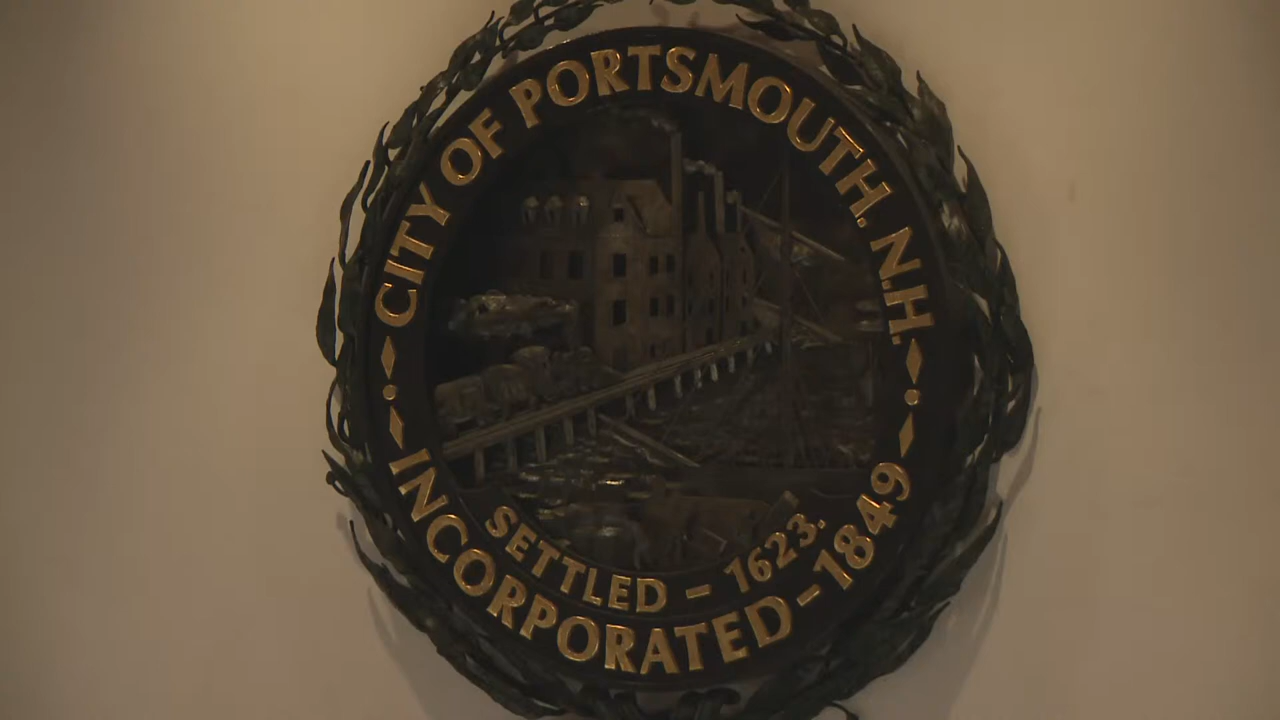 CITY OF PORTSMOUTH. N.H.
SETTLED – 1623.
INCORPORATED – 1849